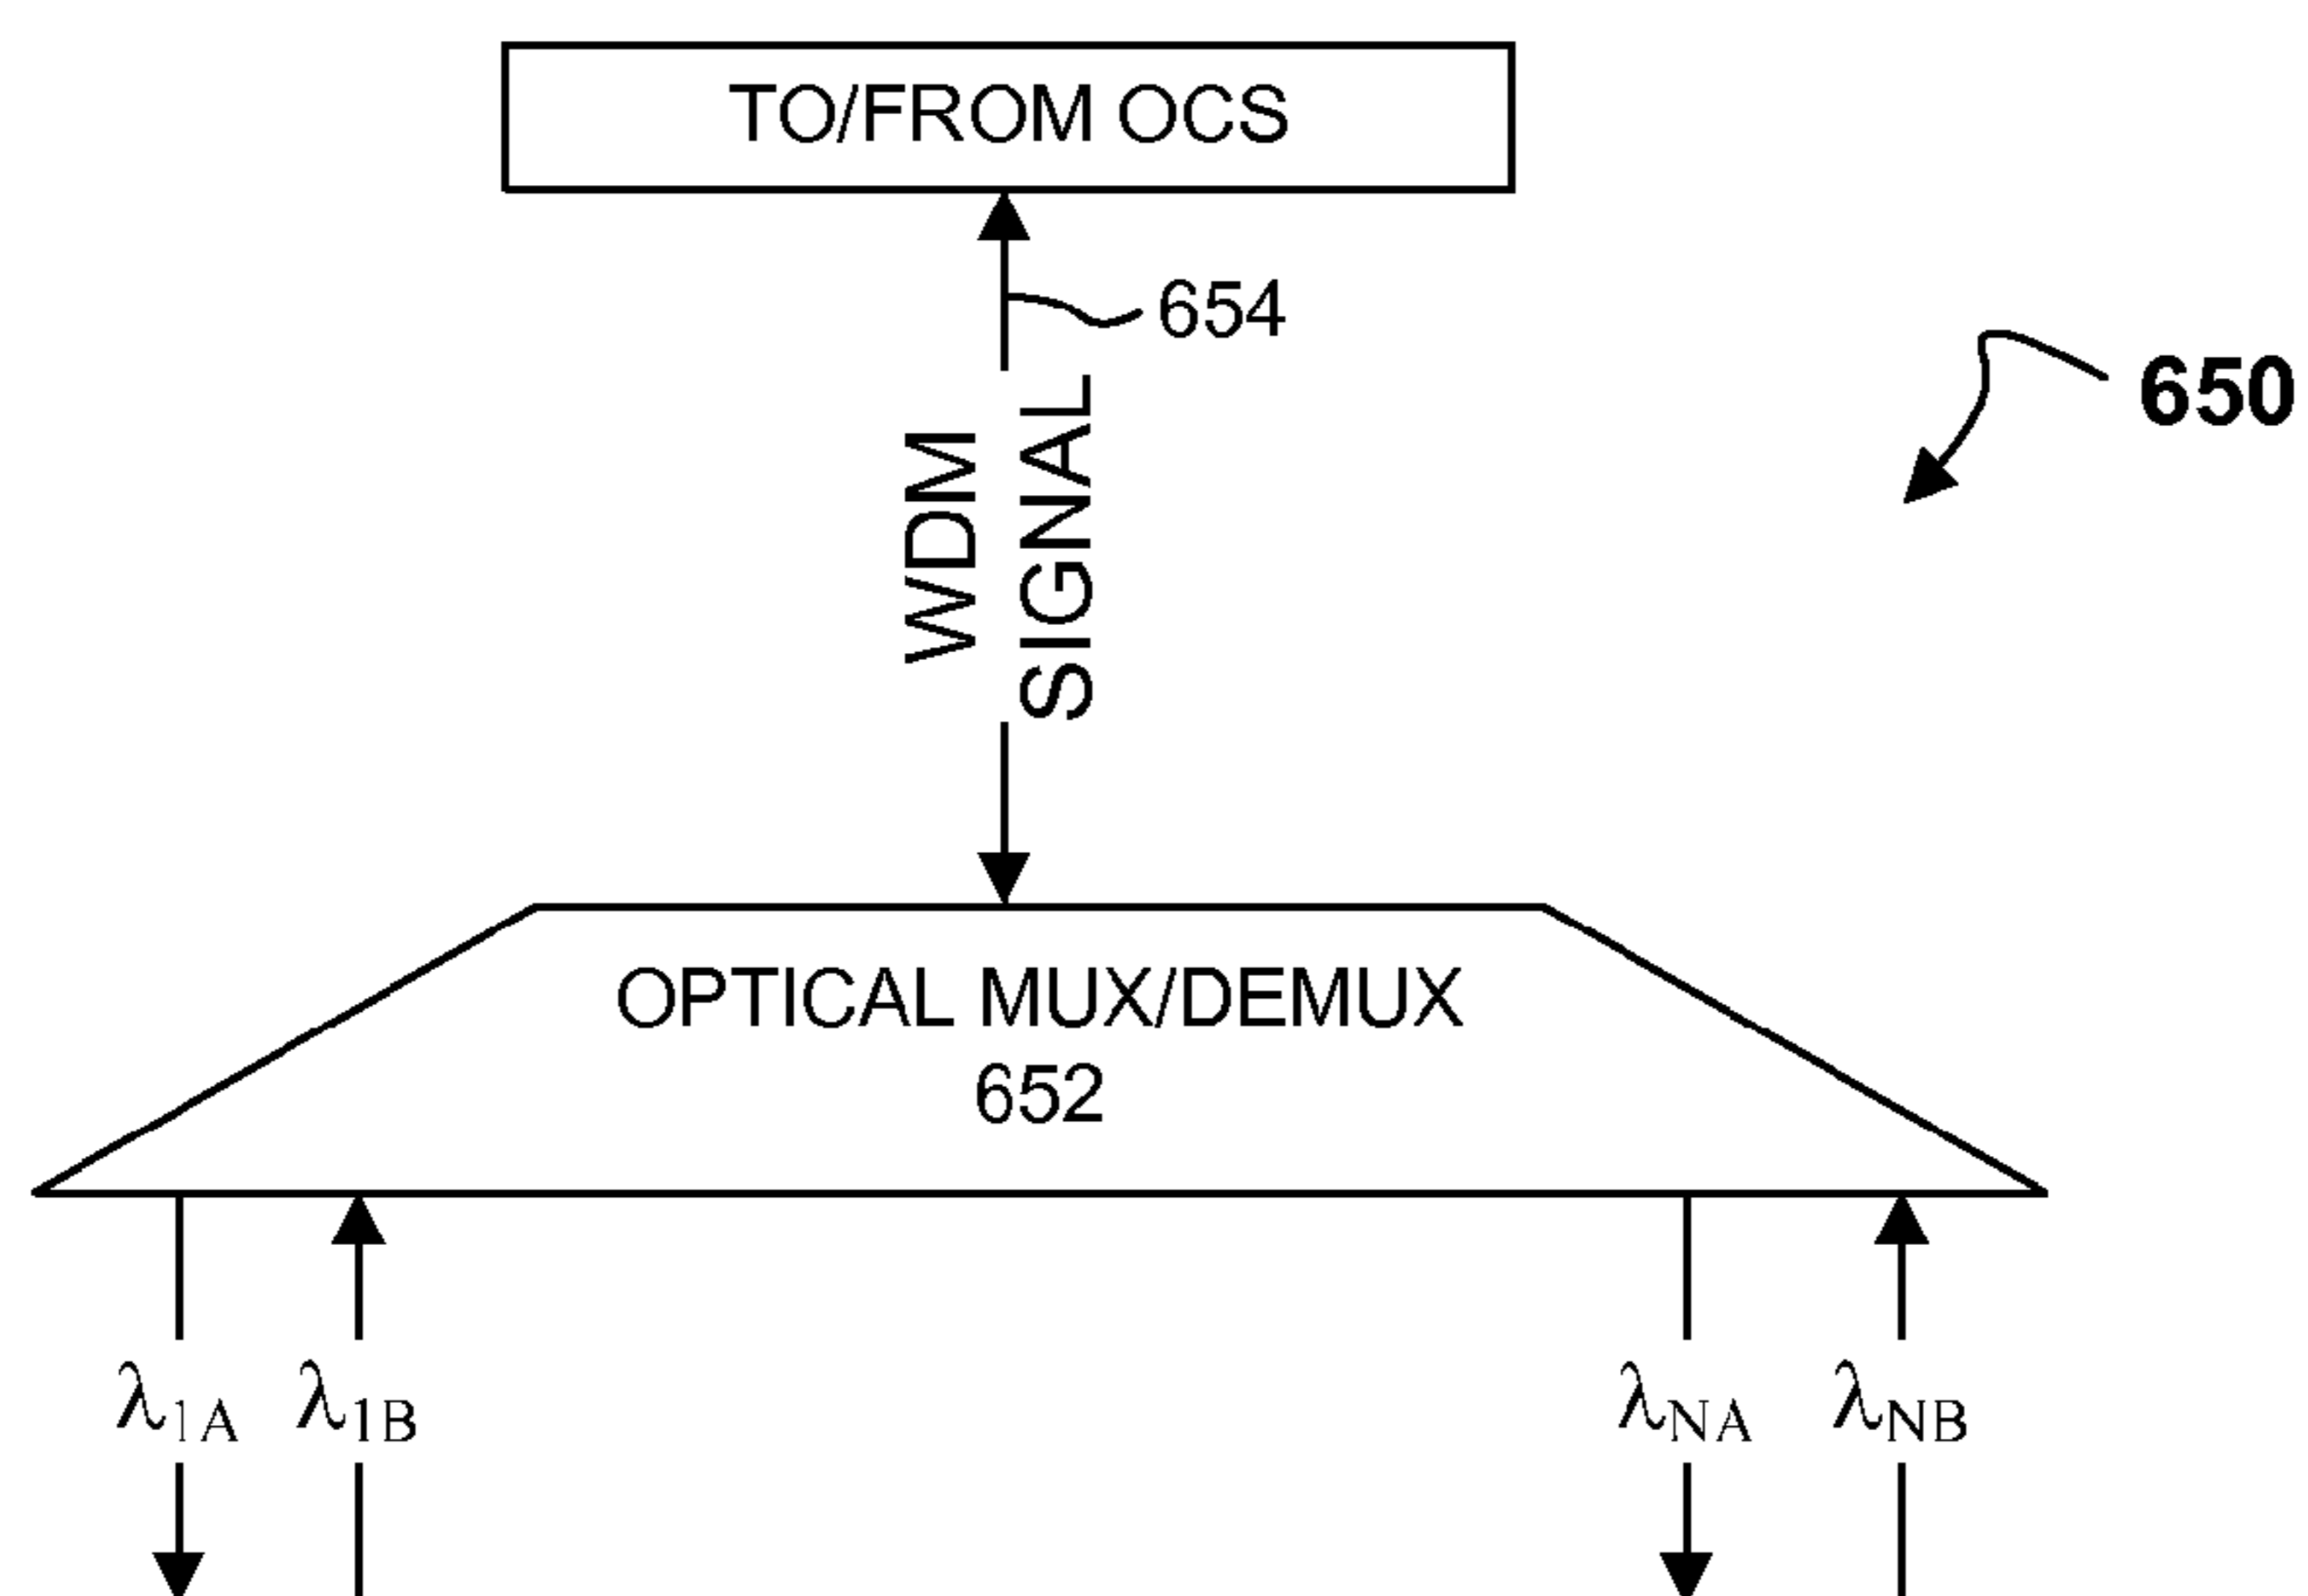 TO/FROM OCS
654
650
WDM
SIGNAL
OPTICAL MUX/DEMUX
652
λ1A λ1B λNA λNB